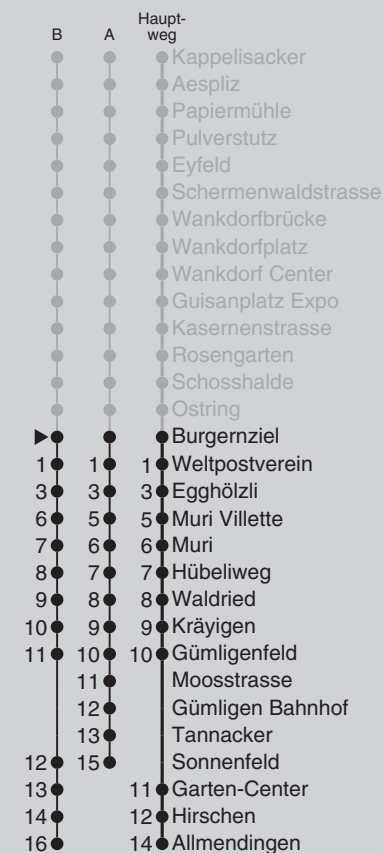 Haupt-
B A weg
Kappelisacker
Aespliz
Papiermühle
Pulverstutz
Eyfeld
Schermenwaldstrasse
Wankdorfbrücke
Wankdorfplatz
Wankdorf Center
Guisanplatz Expo
Kasernenstrasse
Rosengarten
Schosshalde
Ostring
Burgernziel
1 1 1 Weltpostverein
3 3 3 Egghölzli
6 5 5 Muri Villette
7 6 6 Muri
8 7 7 Hübeliweg
9 8 8 Waldried
10 9 9 Kräyigen
11 10 10 Gümligenfeld
11 Moosstrasse
12 Gümligen Bahnhof
13 Tannacker
12 15 Sonnenfeld
13 11 Garten-Center
14 12 Hirschen
16 14 Allmendingen